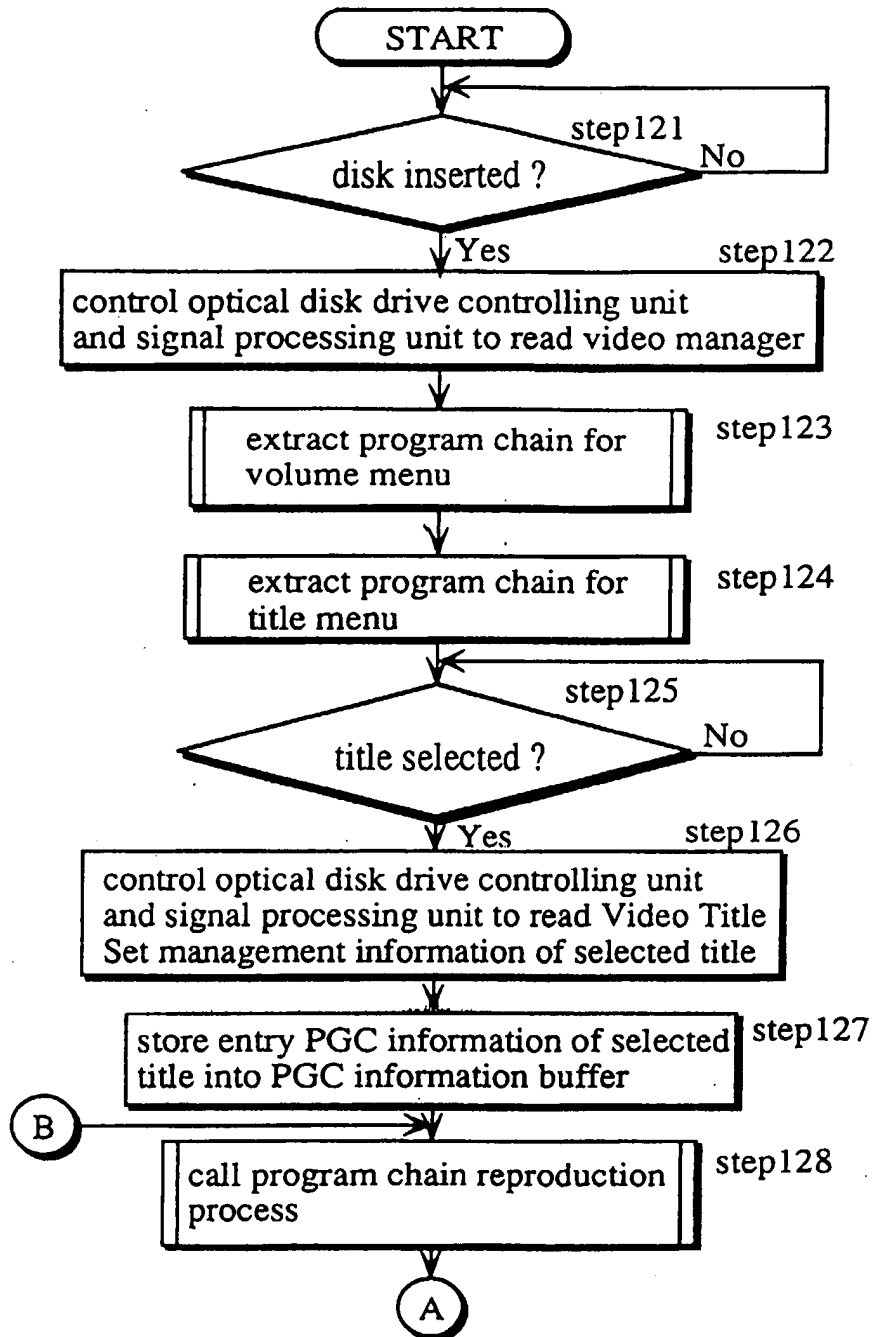 START
step121
No
disk inserted ?
Yes
step122
control optical disk drive controlling unit
and signal processing unit to read video manager
extract program chain for
volume menu
step123
extract program chain for
title menu
step124
step125
No
title selected ?
Yes
step126
control optical disk drive controlling unit
and signal processing unit to read Video Title
Set management information of selected title
store entry PGC information of selected
title into PGC information buffer
step127
B
call program chain reproduction
process
step128
A